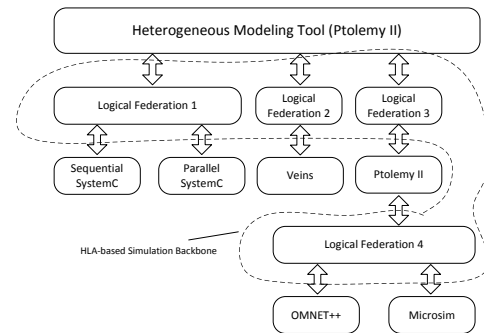 Heterogeneous Modeling Tool (Ptolemy II)
Logical Federation 1
Logical
Federation 2
Logical
Federation 3
Sequential
SystemC
Parallel
SystemC
Veins
Ptolemy II
HLA-based Simulation Backbone
Logical Federation 4
OMNET++
Microsim